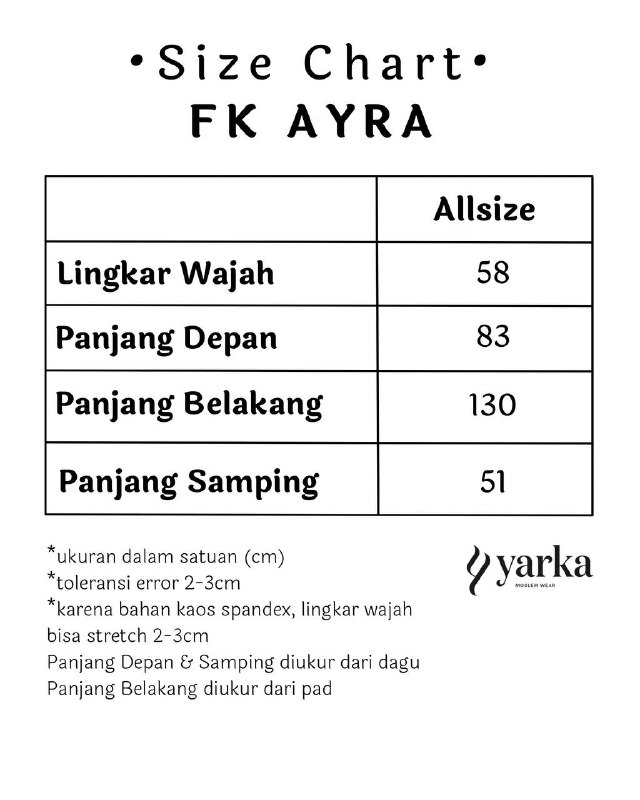 •Size Chart•
FK AYRA
Allsize
Lingkar Wajah 58
Panjang Depan 83
Panjang Belakang 130
Panjang Samping 51
*ukuran dalam satuan (cm)
*toleransi error 2-3cm
*karena bahan kaos spandex, lingkar wajah
bisa stretch 2-3cm
Panjang Depan & Samping diukur dari dagu
Panjang Belakang diukur dari pad
yarka
MOSLEM WEAR